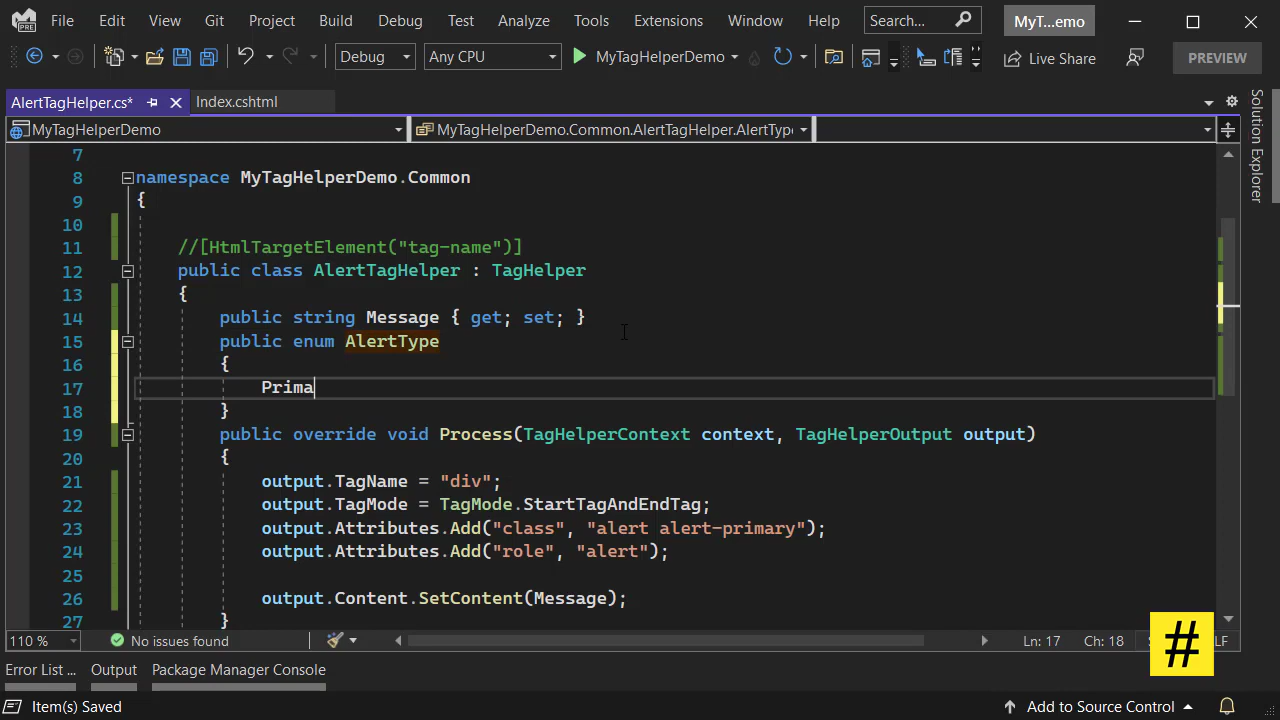 PRE
File Edit View Git Project Build Debug Test Analyze Tools Extensions Window Help Search... MyT...emo
Debug Any CPU MyTagHelperDemo Live Share PREVIEW
AlertTagHelper.cs* Index.cshtml
MyTagHelperDemo MyTagHelperDemo.Common.AlertTagHelper.AlertType
Solution Explorer
7
8 namespace MyTagHelperDemo.Common
9 {
10
11 //[HtmlTargetElement("tag-name")]
12 public class AlertTagHelper : TagHelper
13 {
14 public string Message { get; set; }
15 public enum AlertType
16 {
17 Prima
18 }
19 public override void Process(TagHelperContext context, TagHelperOutput output)
20 {
21 output.TagName = "div";
22 output.TagMode = TagMode.StartTagAndEndTag;
23 output.Attributes.Add("class", "alert alert-primary");
24 output.Attributes.Add("role", "alert");
25
26 output.Content.SetContent(Message);
27 }
110 % No issues found Ln: 17 Ch: 18 LF
#
Error List ... Output Package Manager Console
Item(s) Saved Add to Source Control